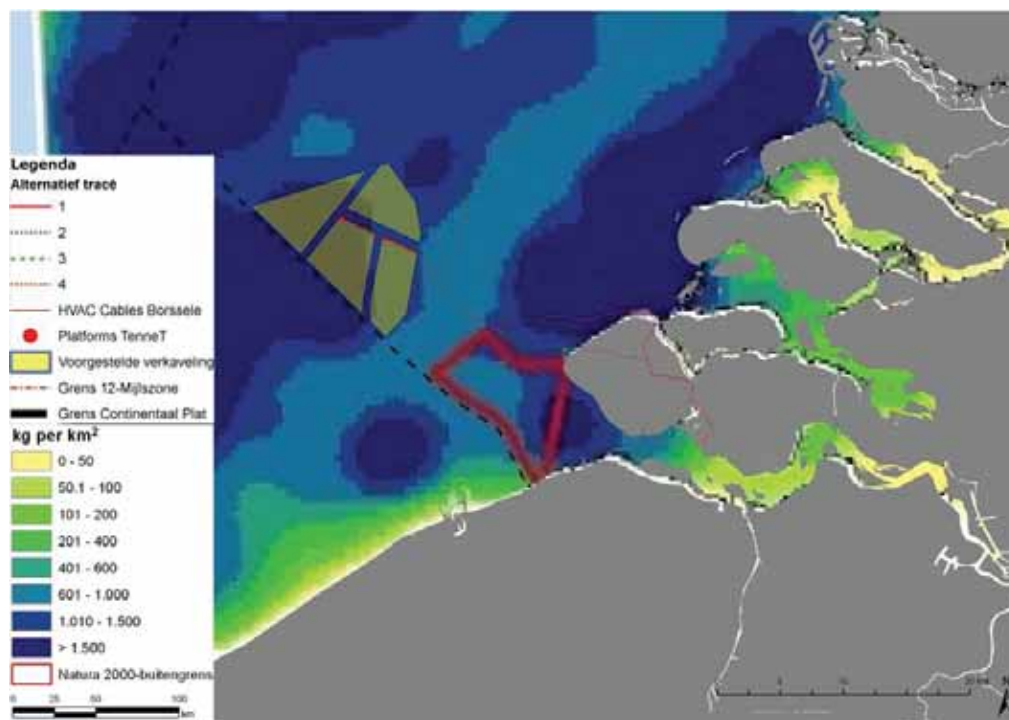 Legenda
Alternatief tracé
1
2
3
4
HVAC Cables Borssele
Platforms TenneT
Voorgestelde verkaveling
Grens 12-Mijlszone
Grens Continentaal Plat
kg per km²
0 - 50
50.1 - 100
101 - 200
201 - 400
401 - 600
601 - 1.000
1.010 - 1.500
> 1.500
Natura 2000-buitengrens
0 25 50 100
km